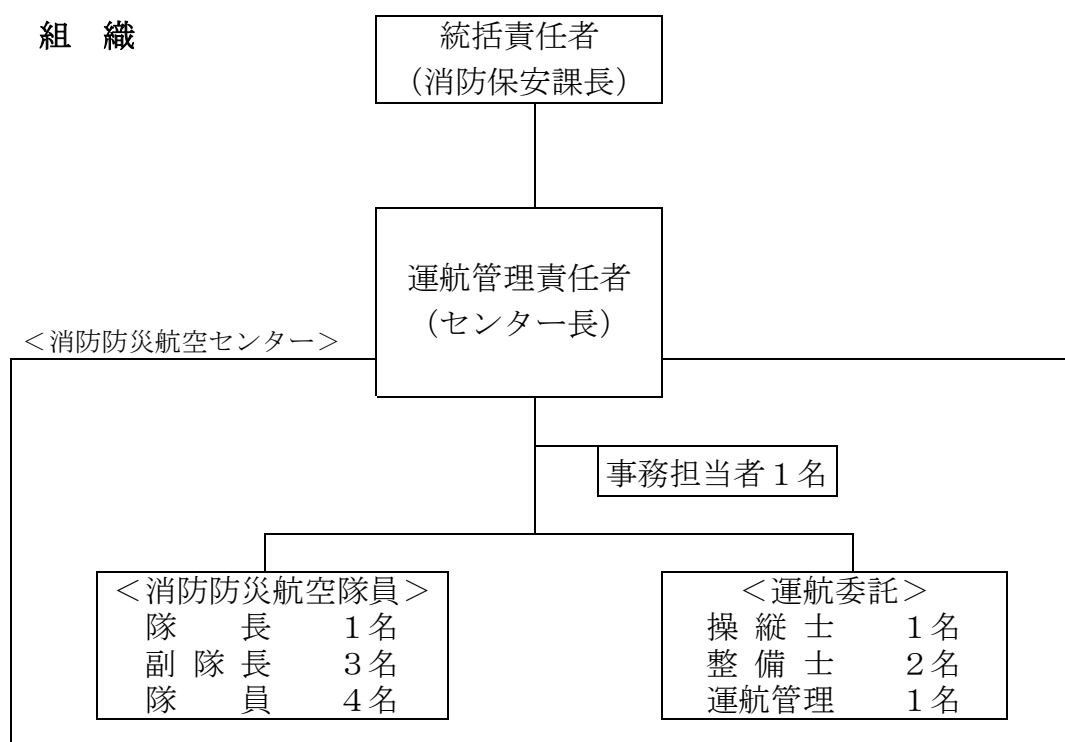 組　織
統括責任者
（消防保安課長）
運航管理責任者
（センター長）
＜消防防災航空センター＞
事務担当者１名
＜消防防災航空隊員＞
隊　　長　１名
副 隊 長　３名
隊　　員　４名
＜運航委託＞
操 縦 士　１名
整 備 士　２名
運航管理　１名